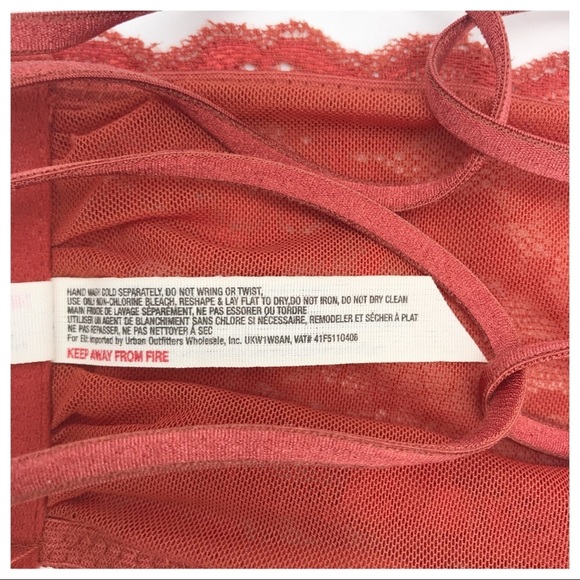 HAND WASH COLD SEPARATELY, DO NOT WRING OR TWIST,
USE ONLY NON-CHLORINE BLEACH, RESHAPE & LAY FLAT TO DRY,DO NOT IRON, DO NOT DRY CLEAN
MAIN FROIDE DE LAVAGE SÉPARÉMENT, NE PAS ESSORER OU TORDRE
UTILISER UN AGENT DE BLANCHIMENT SANS CHLORE SI NÉCESSAIRE, REMODELER ET SÉCHER À PLAT
NE PAS REPASSER, NE PAS NETTOYER À SEC
For EU: imported by Urban Outfitters Wholesale, Inc. UKW1W8AN, VAT# 41F5110406
KEEP AWAY FROM FIRE